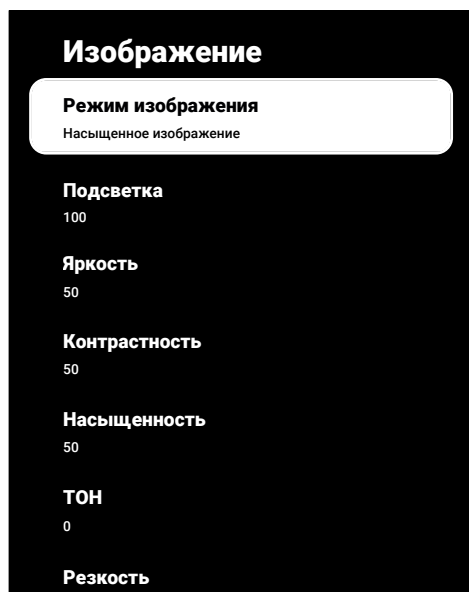 Изображение
Режим изображения
Насыщенное изображение
Подсветка
100
Яркость
50
Контрастность
50
Насыщенность
50
ТОН
0
Резкость